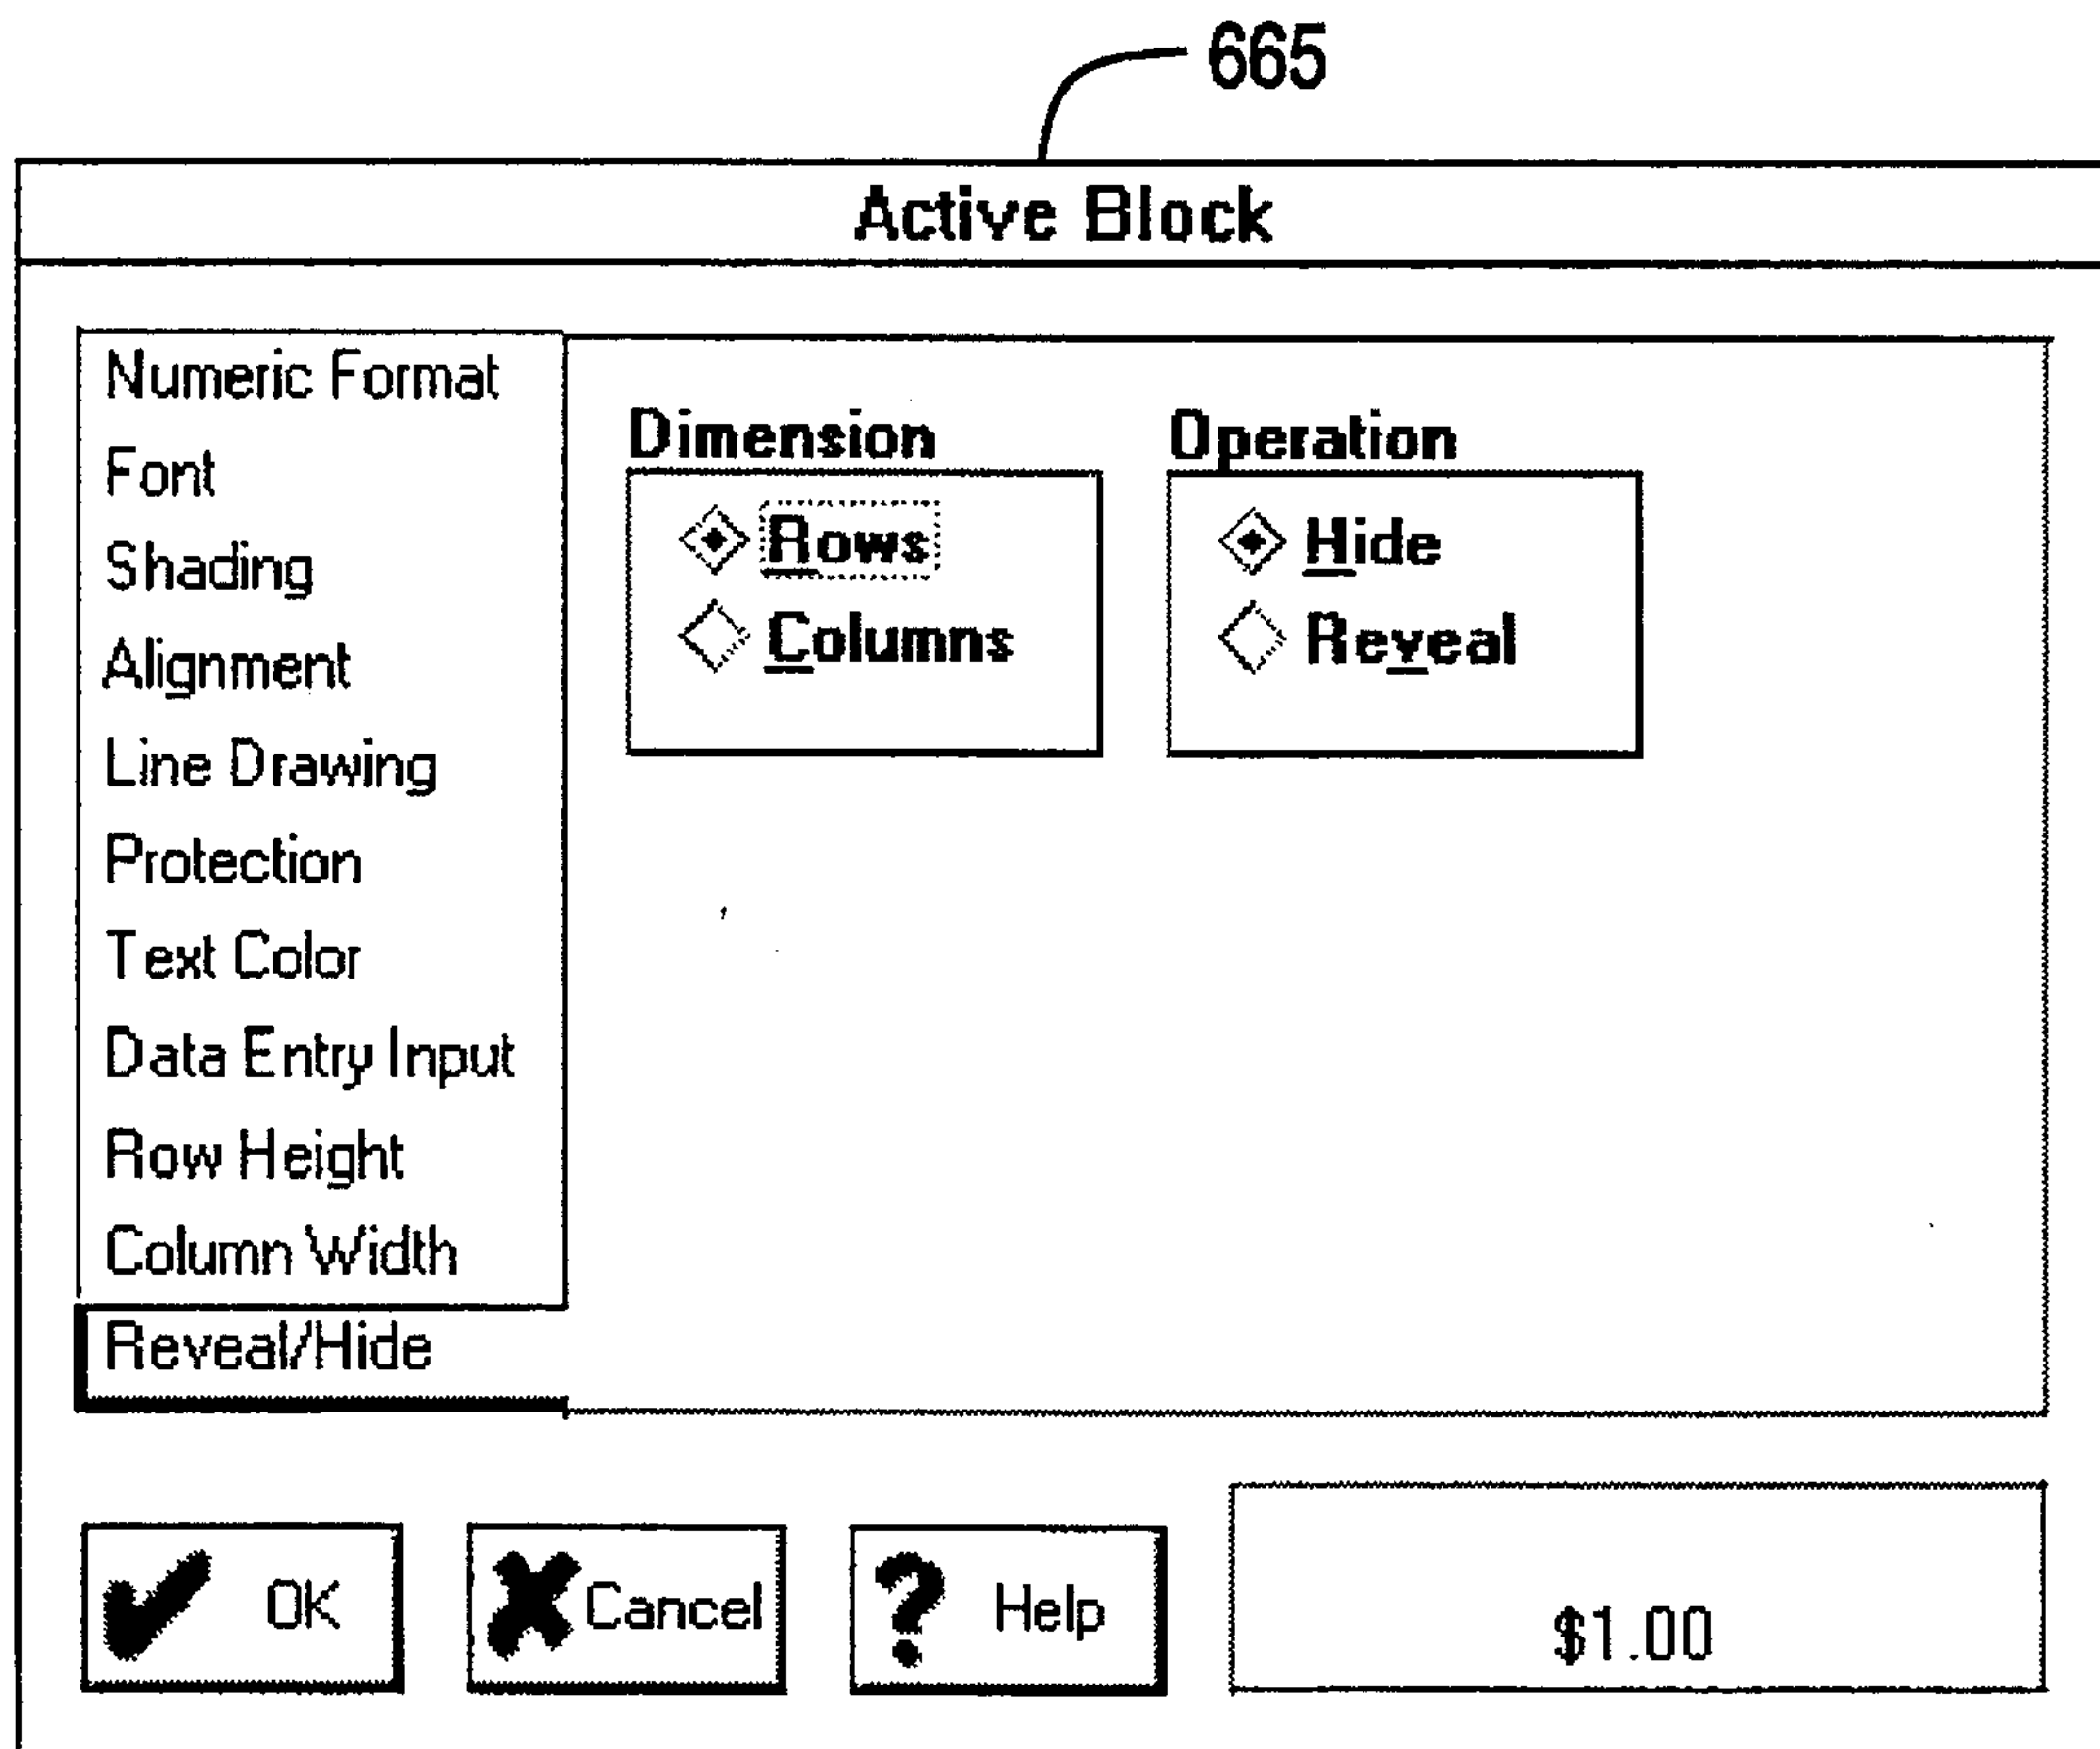 665
Active Block
Numeric Format
Font
Shading
Alignment
Line Drawing
Protection
Text Color
Data Entry Input
Row Height
Column Width
Reveal/Hide
Dimension
Rows
Columns
Operation
Hide
Reveal
OK
Cancel
Help
$1.00